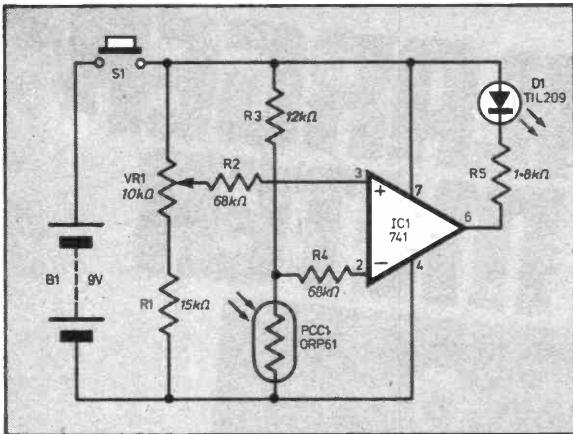 S1
D1
TIL209
R3
12kΩ
R2
68kΩ
VR1
10kΩ
3
+
7
IC1
741
6
R5
1·8kΩ
R4
68kΩ
2
−
4
B1
9V
R1
15kΩ
PCC1
ORP61